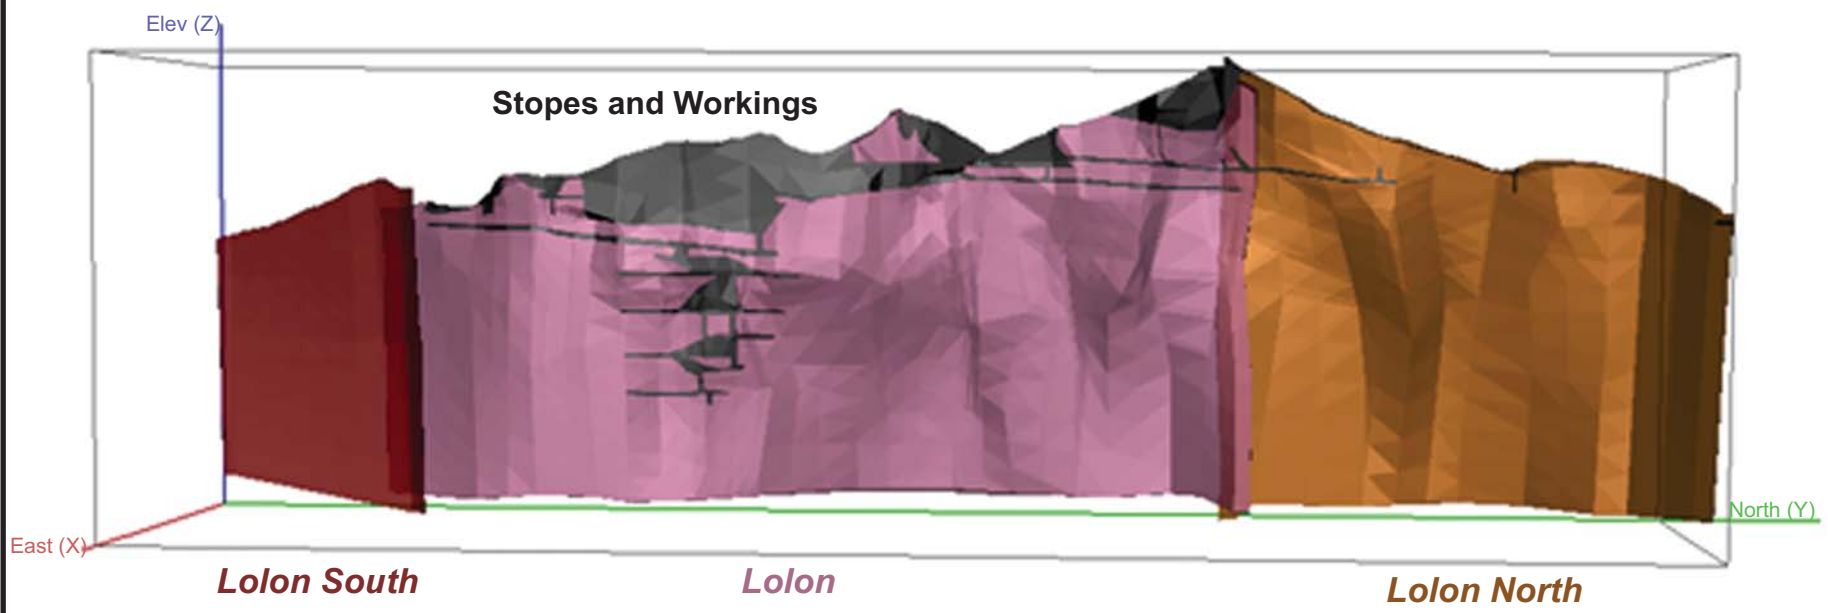 Elev (Z)
Stopes and Workings
North (Y)
East (X)
Lolon South
Lolon
Lolon North